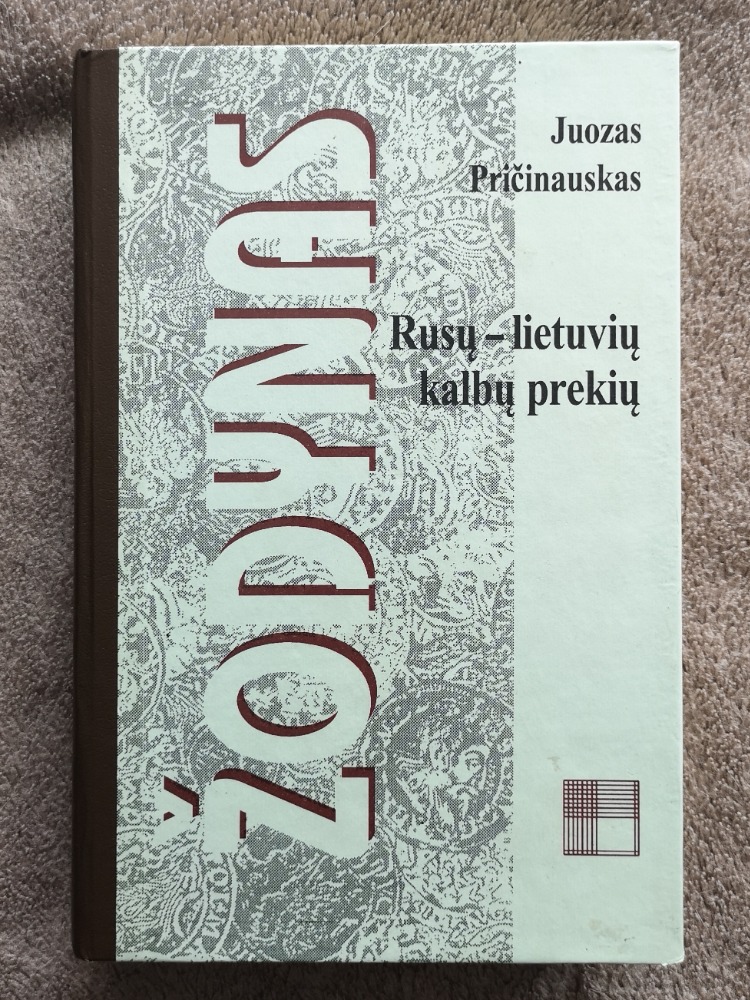 Juozas
Pričinauskas
Rusų – lietuvių
kalbų prekių
ŽODYNAS